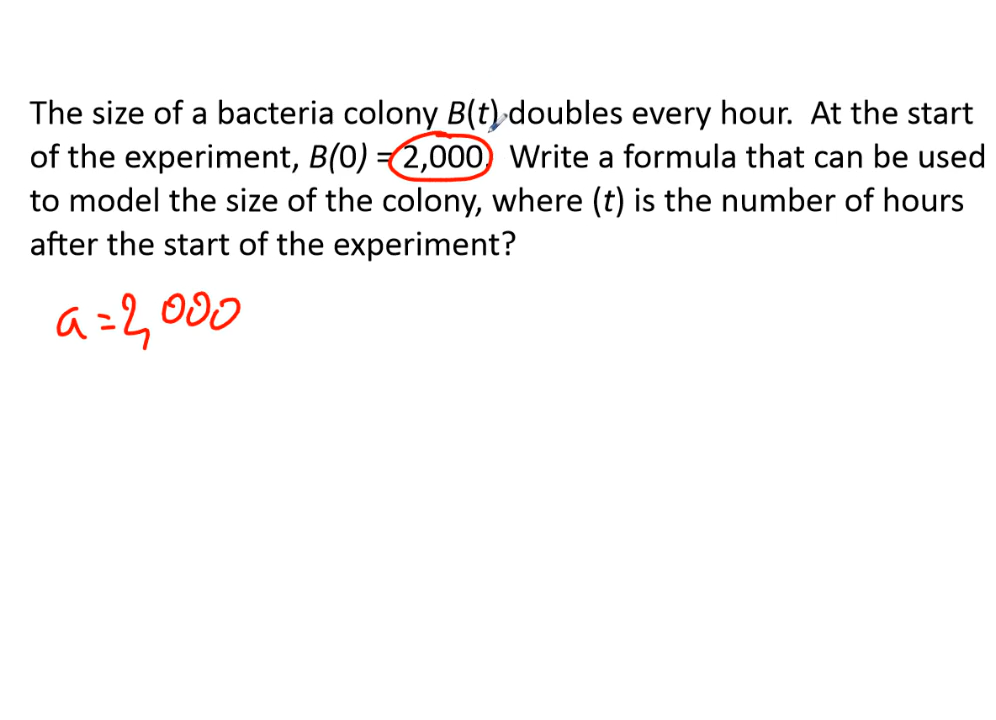 The size of a bacteria colony B(t) doubles every hour.  At the start
of the experiment, B(0) = 2,000.  Write a formula that can be used
to model the size of the colony, where (t) is the number of hours
after the start of the experiment?
a = 2,000